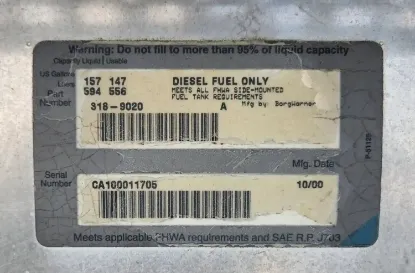 Warning: Do not fill to more than 95% of liquid capacity
Capacity Liquid Usable
US Gallons 157 147 DIESEL FUEL ONLY
Liters 594 556 MEETS ALL FHWA SIDE-MOUNTED
FUEL TANK REQUIREMENTS
Part Number 318-9020 A Mfg by: BorgWarner
P-51129
Mfg. Date
Serial Number CA100011705 10/00
Meets applicable FHWA requirements and SAE R.P. J703